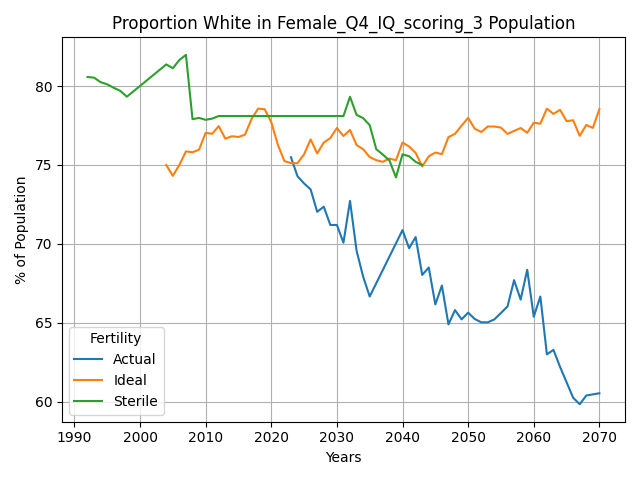 Proportion White in Female_Q4_IQ_scoring_3 Population
% of Population
80
75
70
65
60
Fertility
Actual
Ideal
Sterile
1990 2000 2010 2020 2030 2040 2050 2060 2070
Years